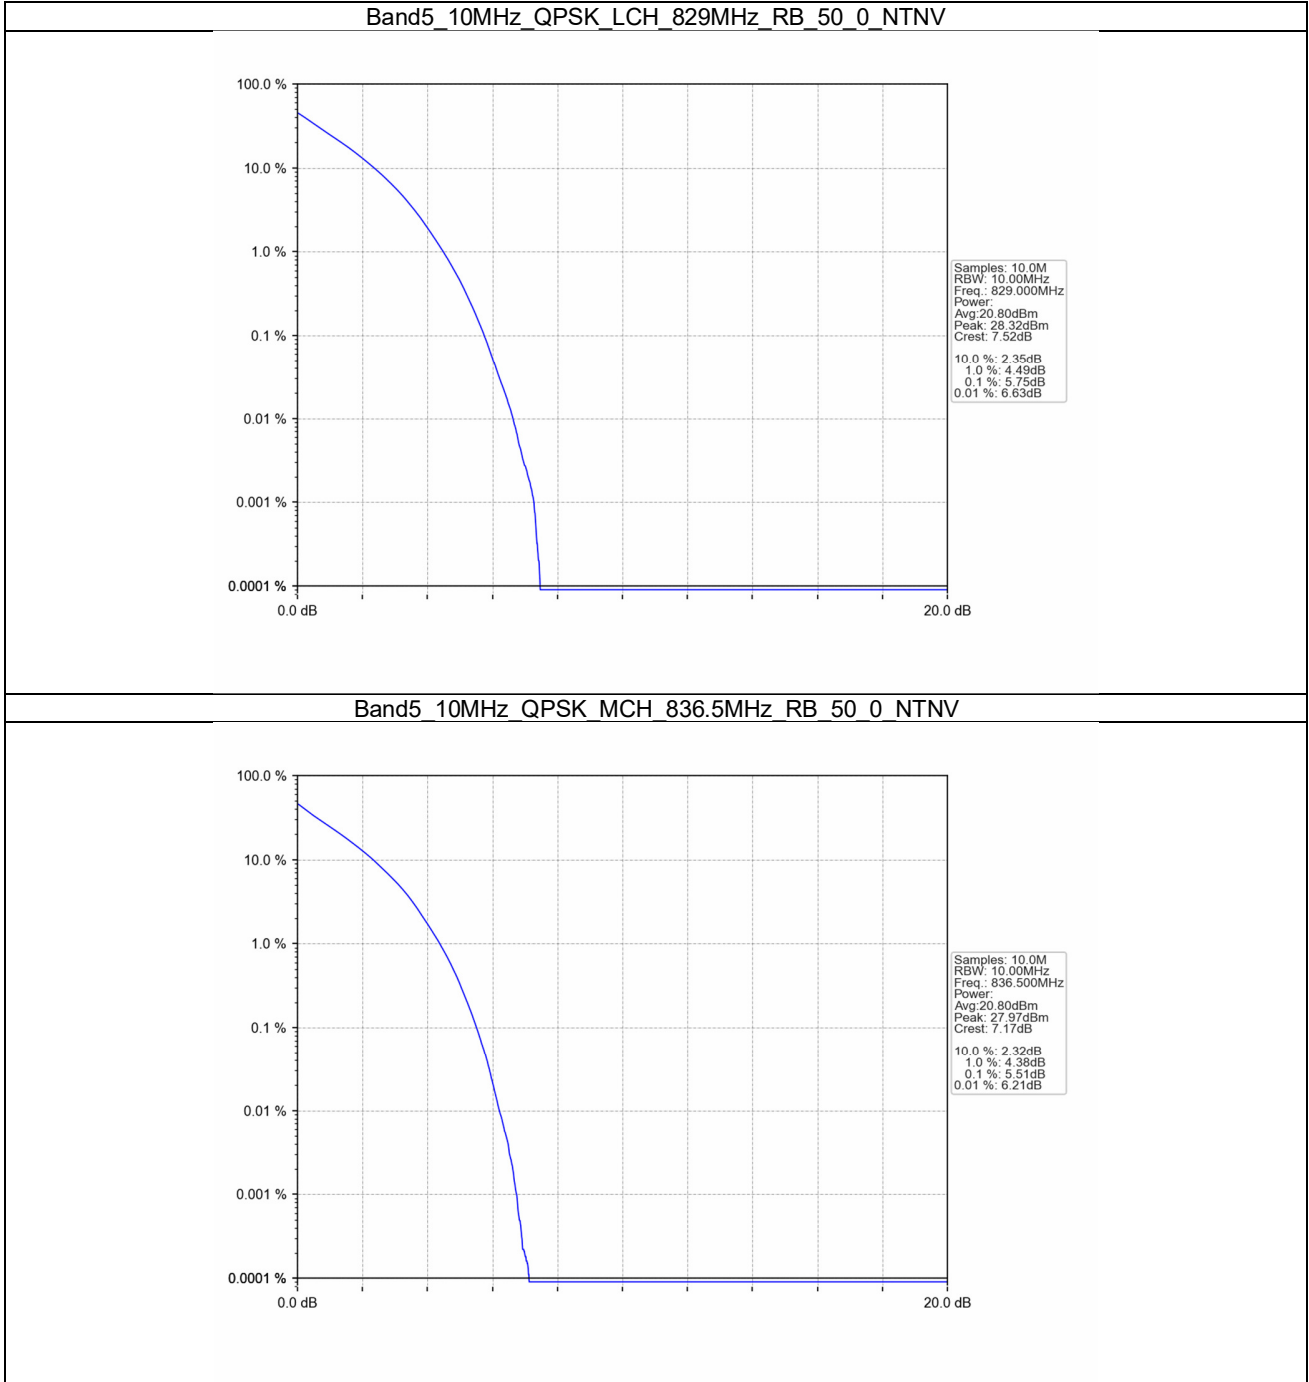 Band5_10MHz_QPSK_LCH_829MHz_RB_50_0_NTNV
100.0 %
10.0 %
1.0 %
0.1 %
0.01 %
0.001 %
0.0001 %
0.0 dB
20.0 dB
Samples: 10.0M
RBW: 10.00MHz
Freq.: 829.000MHz
Power:
Avg:20.80dBm
Peak: 28.32dBm
Crest: 7.52dB
10.0 %: 2.35dB
1.0 %: 4.49dB
0.1 %: 5.75dB
0.01 %: 6.63dB
Band5_10MHz_QPSK_MCH_836.5MHz_RB_50_0_NTNV
100.0 %
10.0 %
1.0 %
0.1 %
0.01 %
0.001 %
0.0001 %
0.0 dB
20.0 dB
Samples: 10.0M
RBW: 10.00MHz
Freq.: 836.500MHz
Power:
Avg:20.80dBm
Peak: 27.97dBm
Crest: 7.17dB
10.0 %: 2.32dB
1.0 %: 4.38dB
0.1 %: 5.51dB
0.01 %: 6.21dB